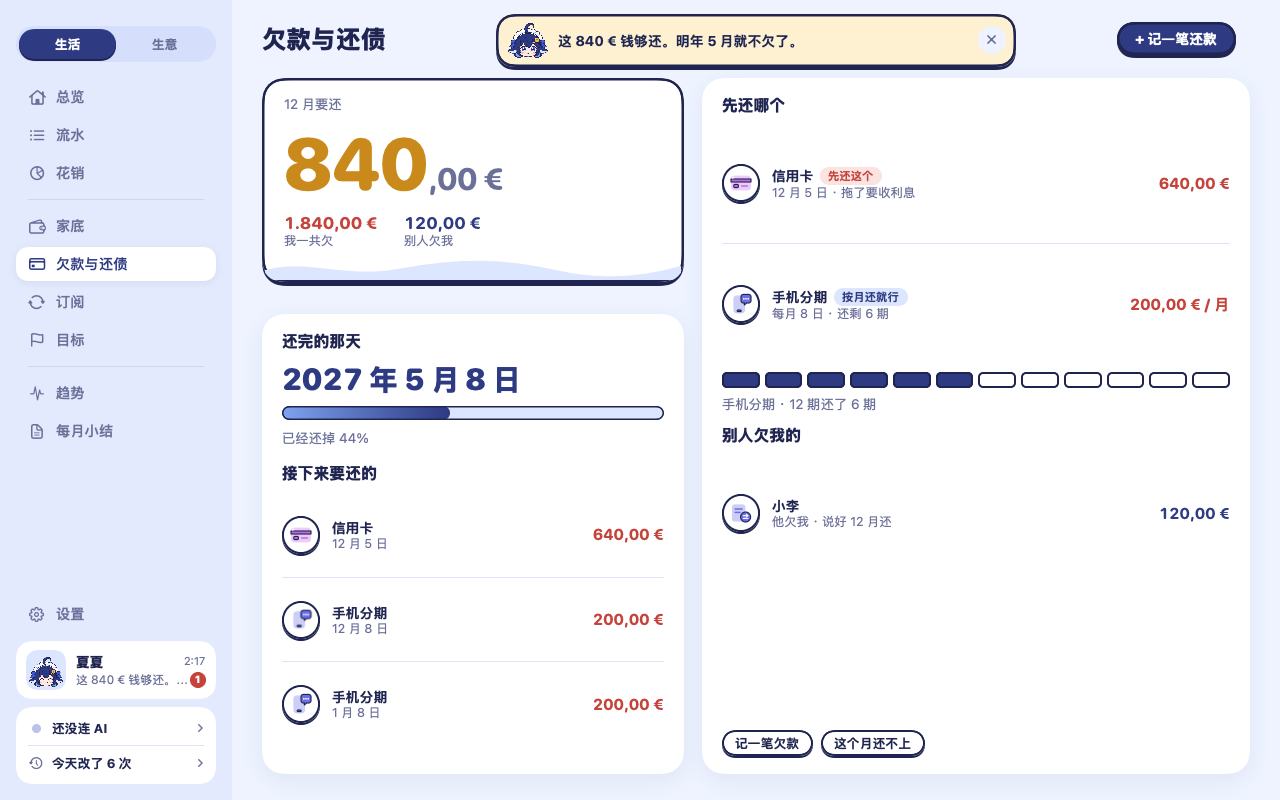 生活
生意
总览
流水
花销
家底
欠款与还债
订阅
目标
趋势
每月小结
设置
夏夏
2:17
这 840 € 钱够还。…
1
还没连 AI
今天改了 6 次
欠款与还债
这 840 € 钱够还。明年 5 月就不欠了。
+ 记一笔还款
12 月要还
840,00 €
1.840,00 €
120,00 €
我一共欠
别人欠我
还完的那天
2027 年 5 月 8 日
已经还掉 44%
接下来要还的
信用卡
12 月 5 日
640,00 €
手机分期
12 月 8 日
200,00 €
手机分期
1 月 8 日
200,00 €
先还哪个
信用卡 先还这个
12 月 5 日 · 拖了要收利息
640,00 €
手机分期 按月还就行
每月 8 日 · 还剩 6 期
200,00 € / 月
手机分期 · 12 期还了 6 期
别人欠我的
小李
他欠我 · 说好 12 月还
120,00 €
记一笔欠款
这个月还不上